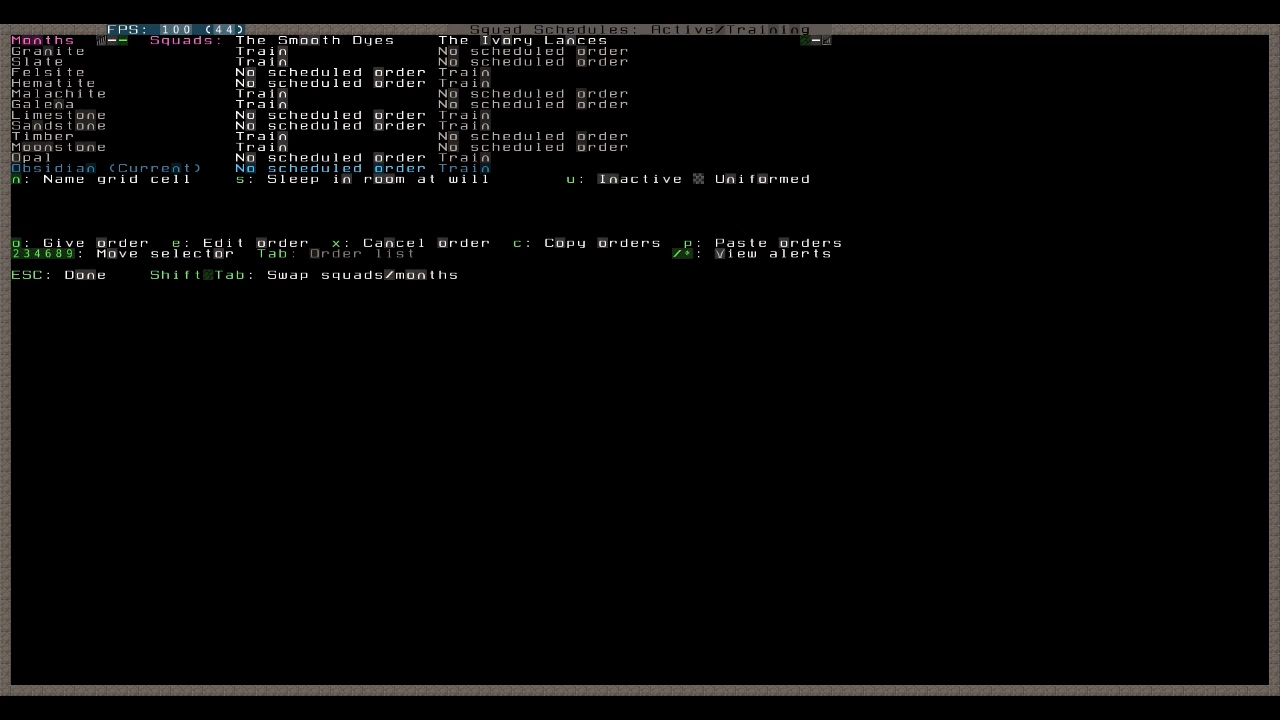 FPS: 100 (44) Squad Schedules: Active/Training
Months Squads: The Smooth Dyes The Ivory Lances
Granite Train No scheduled order
Slate Train No scheduled order
Felsite No scheduled order Train
Hematite No scheduled order Train
Malachite Train No scheduled order
Galena Train No scheduled order
Limestone No scheduled order Train
Sandstone No scheduled order Train
Timber Train No scheduled order
Moonstone Train No scheduled order
Opal No scheduled order Train
Obsidian (Current) No scheduled order Train
n: Name grid cell s: Sleep in room at will u: Inactive Uniformed
o: Give order e: Edit order x: Cancel order c: Copy orders p: Paste orders
234689: Move selector Tab: Order list /*: View alerts
ESC: Done Shift Tab: Swap squads/months